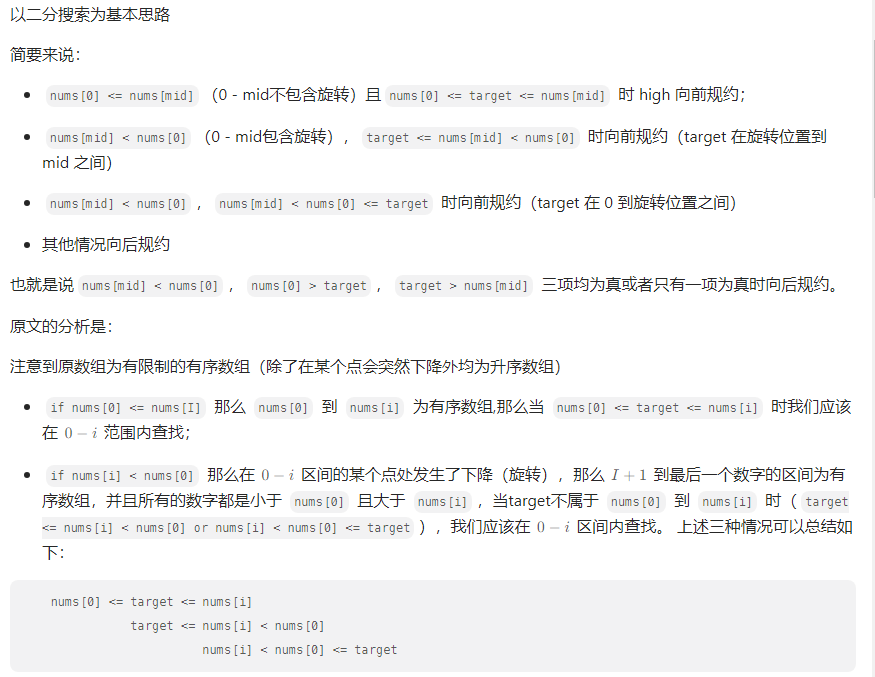 以二分搜索为基本思路
简要来说：
nums[0] <= nums[mid] （0 - mid不包含旋转）且 nums[0] <= target <= nums[mid] 时 high 向前规约；
nums[mid] < nums[0] （0 - mid包含旋转）， target <= nums[mid] < nums[0] 时向前规约（target 在旋转位置到
mid 之间）
nums[mid] < nums[0] ， nums[mid] < nums[0] <= target 时向前规约（target 在 0 到旋转位置之间）
其他情况向后规约
也就是说 nums[mid] < nums[0] ， nums[0] > target ， target > nums[mid] 三项均为真或者只有一项为真时向后规约。
原文的分析是：
注意到原数组为有限制的有序数组（除了在某个点会突然下降外均为升序数组）
if nums[0] <= nums[I] 那么 nums[0] 到 nums[i] 为有序数组,那么当 nums[0] <= target <= nums[i] 时我们应该
在 0 − i 范围内查找；
if nums[i] < nums[0] 那么在 0 − i 区间的某个点处发生了下降（旋转），那么 I + 1 到最后一个数字的区间为有
序数组，并且所有的数字都是小于 nums[0] 且大于 nums[i] ，当target不属于 nums[0] 到 nums[i] 时（ target
<= nums[i] < nums[0] or nums[i] < nums[0] <= target ），我们应该在 0 − i 区间内查找。 上述三种情况可以总结如
下：
nums[0] <= target <= nums[i]
target <= nums[i] < nums[0]
nums[i] < nums[0] <= target